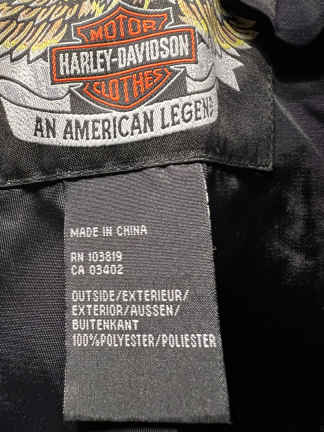 MOTOR
HARLEY-DAVIDSON
CLOTHES
AN AMERICAN LEGEND
MADE IN CHINA
RN 103819
CA 03402
OUTSIDE/EXTERIEUR/
EXTERIOR/AUSSEN/
BUITENKANT
100%POLYESTER/POLIESTER